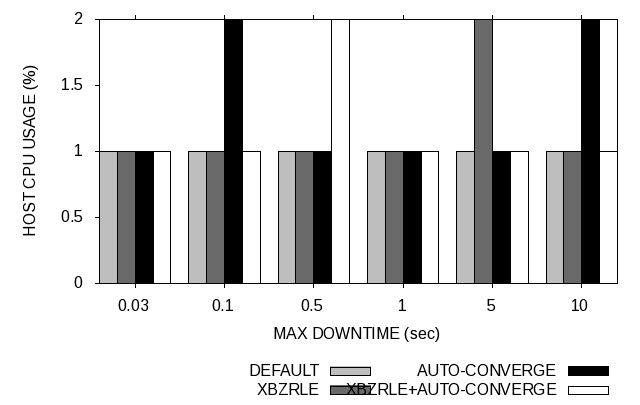 2
1.5
1
0.5
0
HOST CPU USAGE (%)
0.03 0.1 0.5 1 5 10
MAX DOWNTIME (sec)
DEFAULT AUTO-CONVERGE
XBZRLE XBZRLE+AUTO-CONVERGE